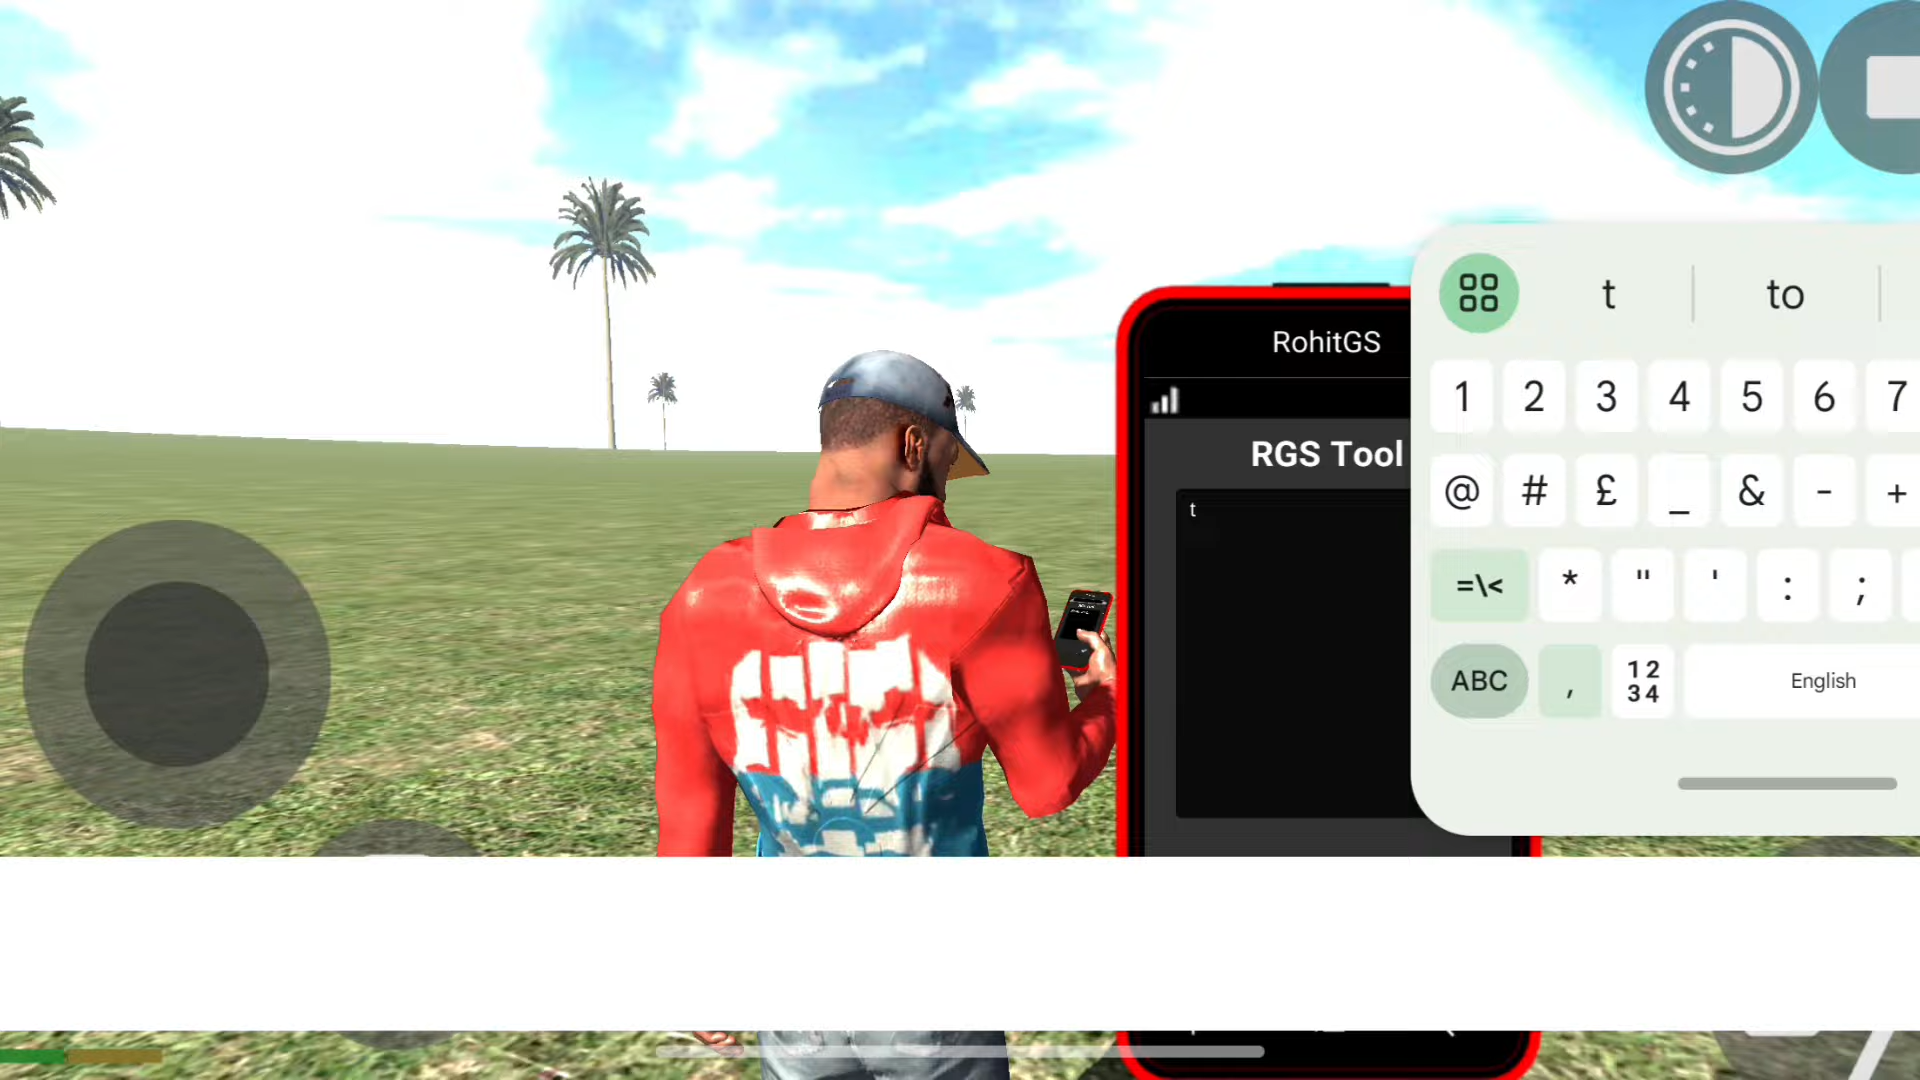 RohitGS
RGS Tool
t
t to
1 2 3 4 5 6 7
@ # £ _ & - +
=\< * " ' : ;
ABC , 12 34 English